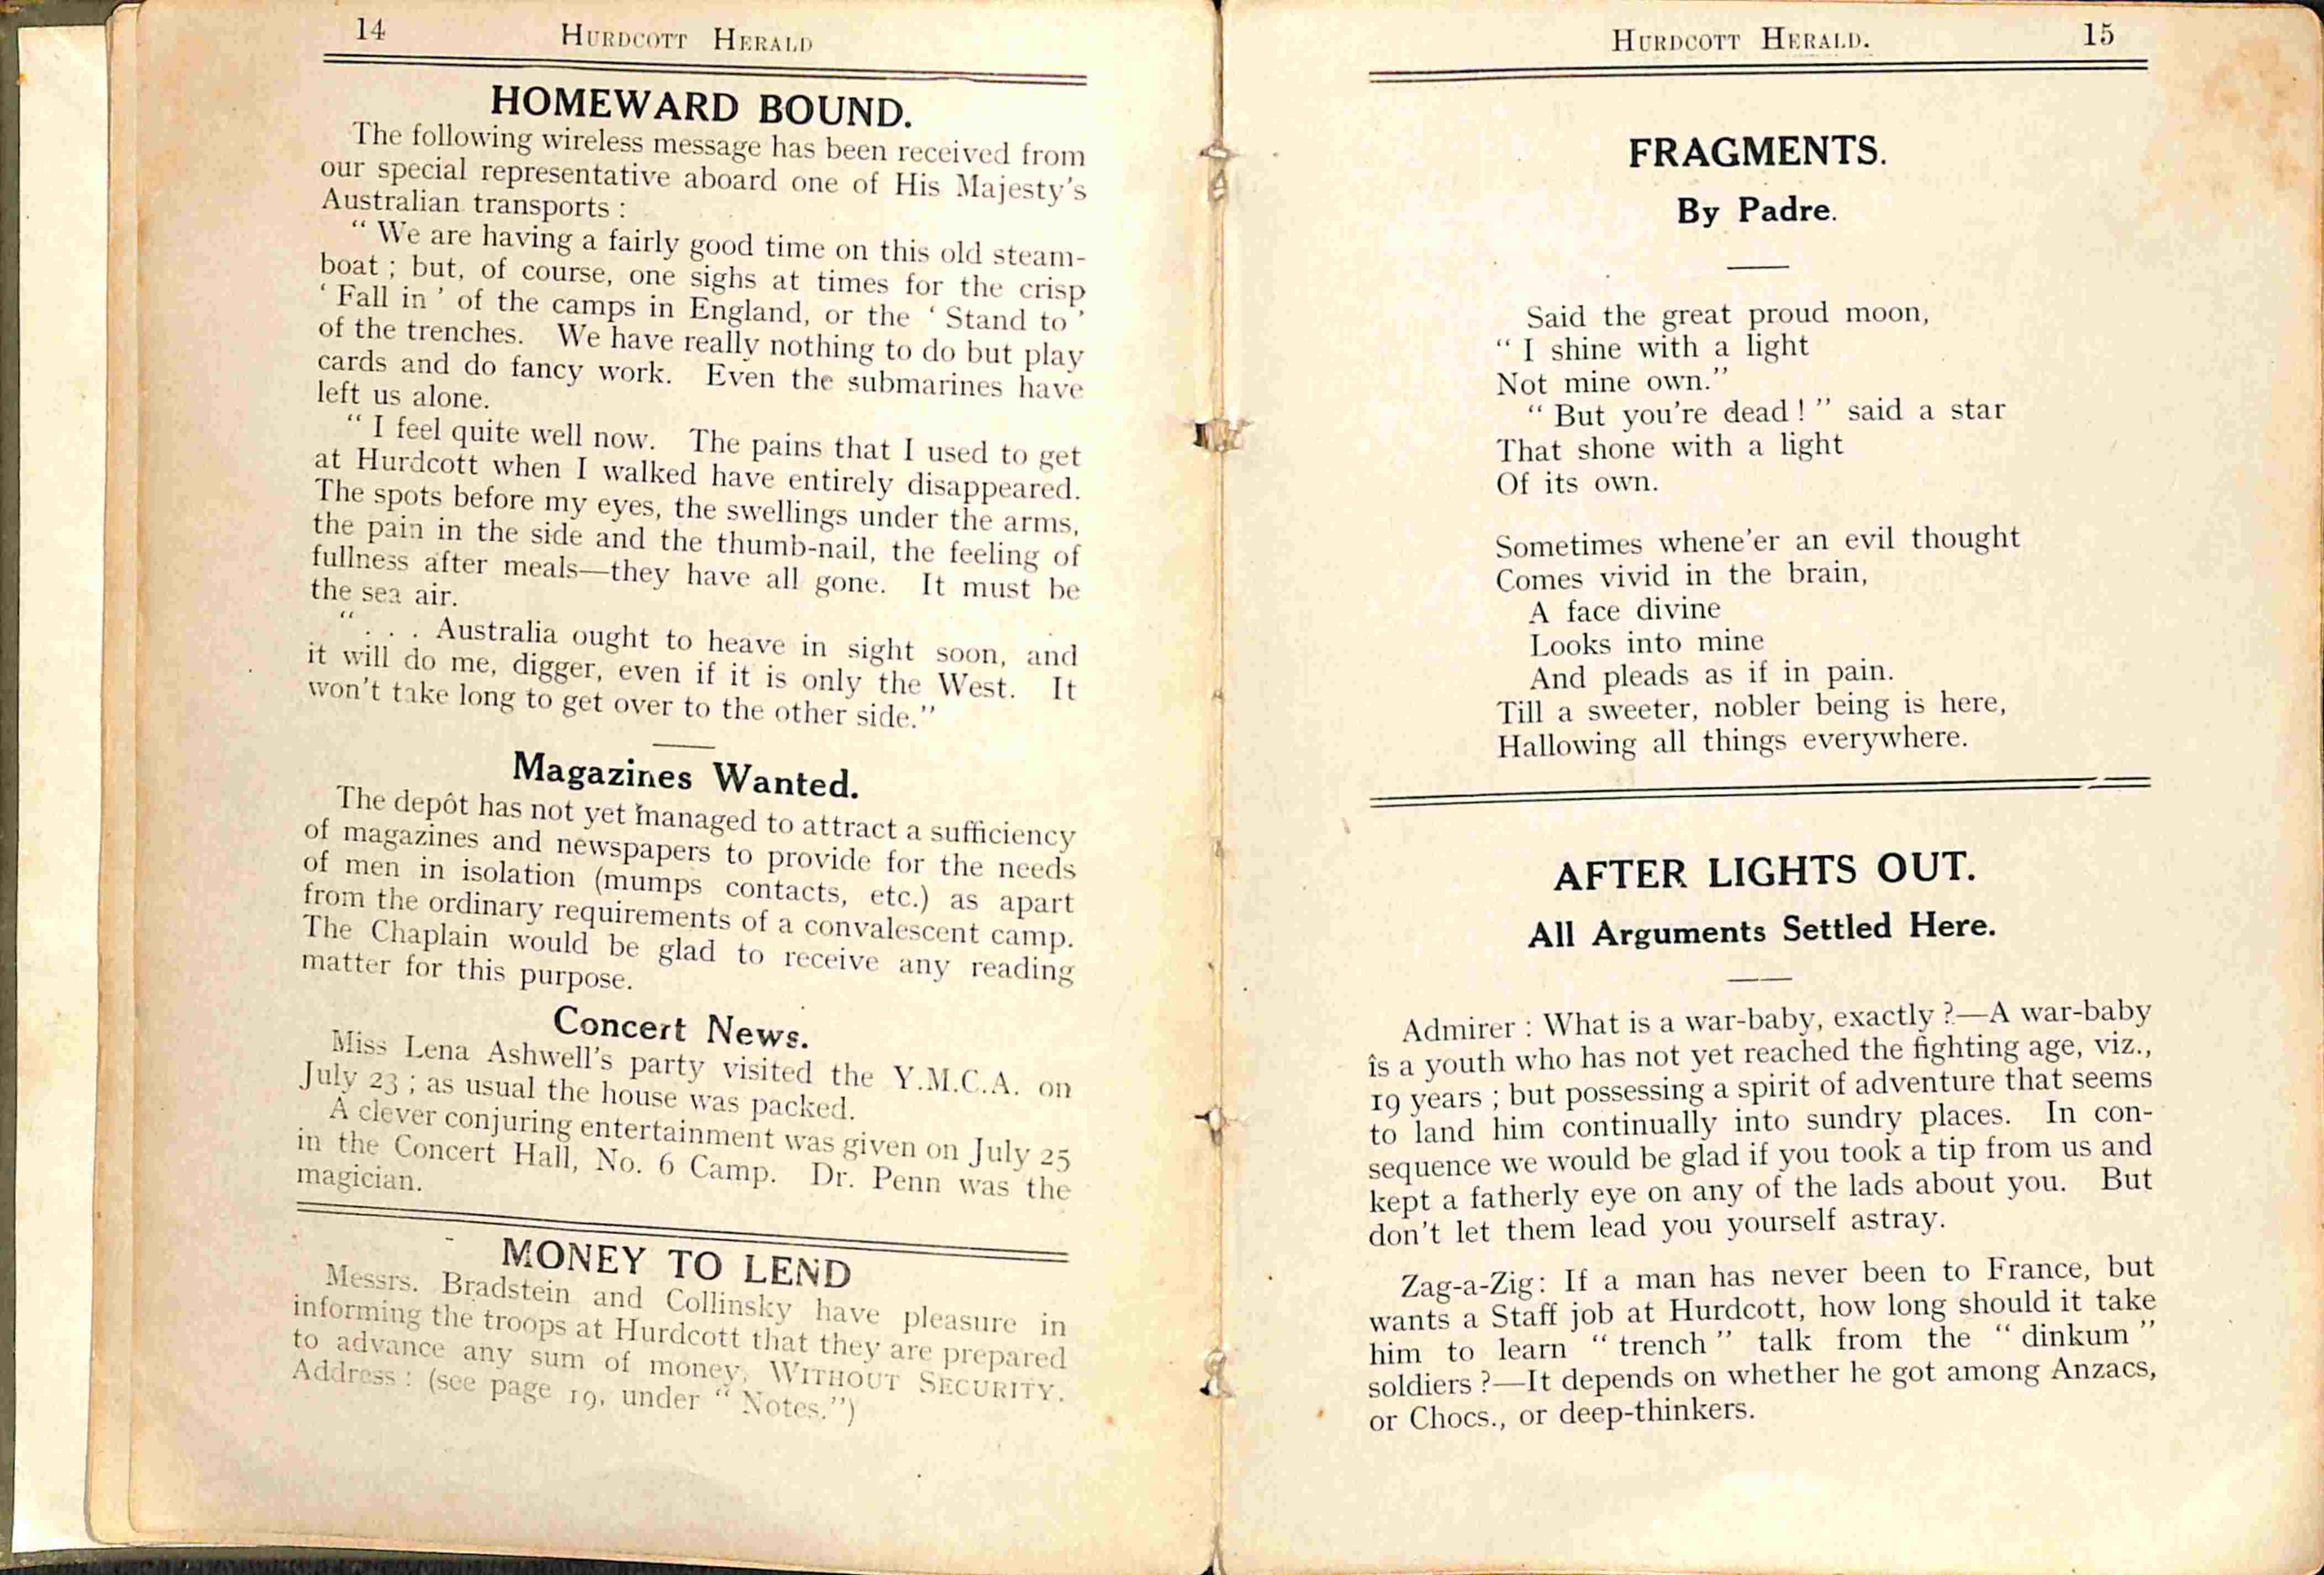 14
HURDCOTT HERALD
HOMEWARD BOUND.
The following wireless message has been received from
our special representative aboard one of His Majesty's
Australian transports :
“ We are having a fairly good time on this old steam-
boat ; but, of course, one sighs at times for the crisp
‘ Fall in ’ of the camps in England, or the ‘ Stand to ’
of the trenches. We have really nothing to do but play
cards and do fancy work. Even the submarines have
left us alone.
“ I feel quite well now. The pains that I used to get
at Hurdcott when I walked have entirely disappeared.
The spots before my eyes, the swellings under the arms,
the pain in the side and the thumb-nail, the feeling of
fullness after meals—they have all gone. It must be
the sea air.
“ . . . Australia ought to heave in sight soon, and
it will do me, digger, even if it is only the West. It
won't take long to get over to the other side.”
Magazines Wanted.
The depôt has not yet managed to attract a sufficiency
of magazines and newspapers to provide for the needs
of men in isolation (mumps contacts, etc.) as apart
from the ordinary requirements of a convalescent camp.
The Chaplain would be glad to receive any reading
matter for this purpose.
Concert News.
Miss Lena Ashwell's party visited the Y.M.C.A. on
July 23 ; as usual the house was packed.
A clever conjuring entertainment was given on July 25
in the Concert Hall, No. 6 Camp. Dr. Penn was the
magician.
MONEY TO LEND
Messrs. Bradstein and Collinsky have pleasure in
informing the troops at Hurdcott that they are prepared
to advance any sum of money, WITHOUT SECURITY.
Address : (see page 19, under “ Notes.”)
HURDCOTT HERALD.
15
FRAGMENTS.
By Padre.
Said the great proud moon,
“ I shine with a light
Not mine own.”
“ But you're dead ! ” said a star
That shone with a light
Of its own.
Sometimes whene'er an evil thought
Comes vivid in the brain,
A face divine
Looks into mine
And pleads as if in pain.
Till a sweeter, nobler being is here,
Hallowing all things everywhere.
AFTER LIGHTS OUT.
All Arguments Settled Here.
Admirer : What is a war-baby, exactly ?—A war-baby
is a youth who has not yet reached the fighting age, viz.,
19 years ; but possessing a spirit of adventure that seems
to land him continually into sundry places. In con-
sequence we would be glad if you took a tip from us and
kept a fatherly eye on any of the lads about you. But
don't let them lead you yourself astray.
Zag-a-Zig: If a man has never been to France, but
wants a Staff job at Hurdcott, how long should it take
him to learn “ trench ” talk from the “ dinkum ”
soldiers ?—It depends on whether he got among Anzacs,
or Chocs., or deep-thinkers.